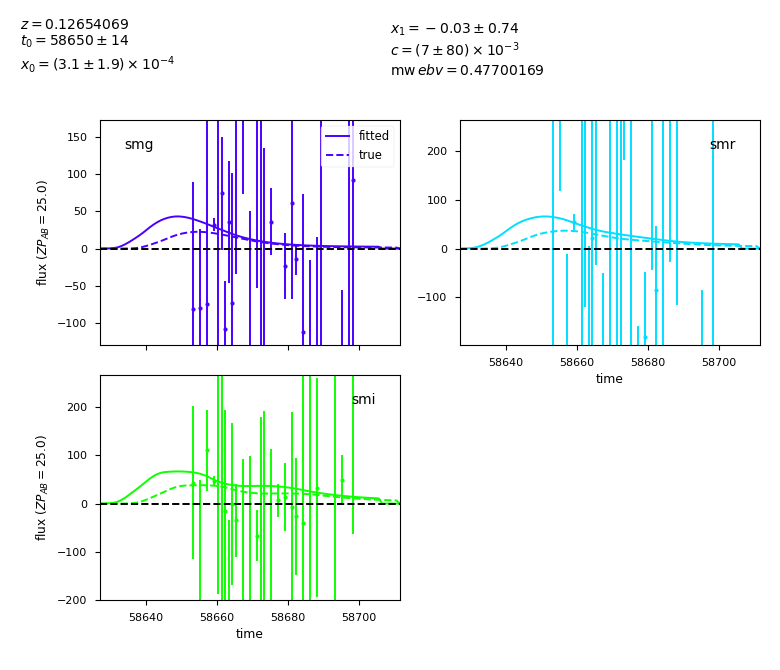 z = 0.12654069
t₀ = 58650 ± 14
x₀ = (3.1 ± 1.9) × 10⁻⁴
x₁ = −0.03 ± 0.74
c = (7 ± 80) × 10⁻³
mw ebv = 0.47700169
smg
fitted
true
150
100
50
0
−50
−100
flux (ZP_AB = 25.0)
smr
200
100
0
−100
58640 58660 58680 58700
time
smi
200
100
0
−100
−200
flux (ZP_AB = 25.0)
58640 58660 58680 58700
time